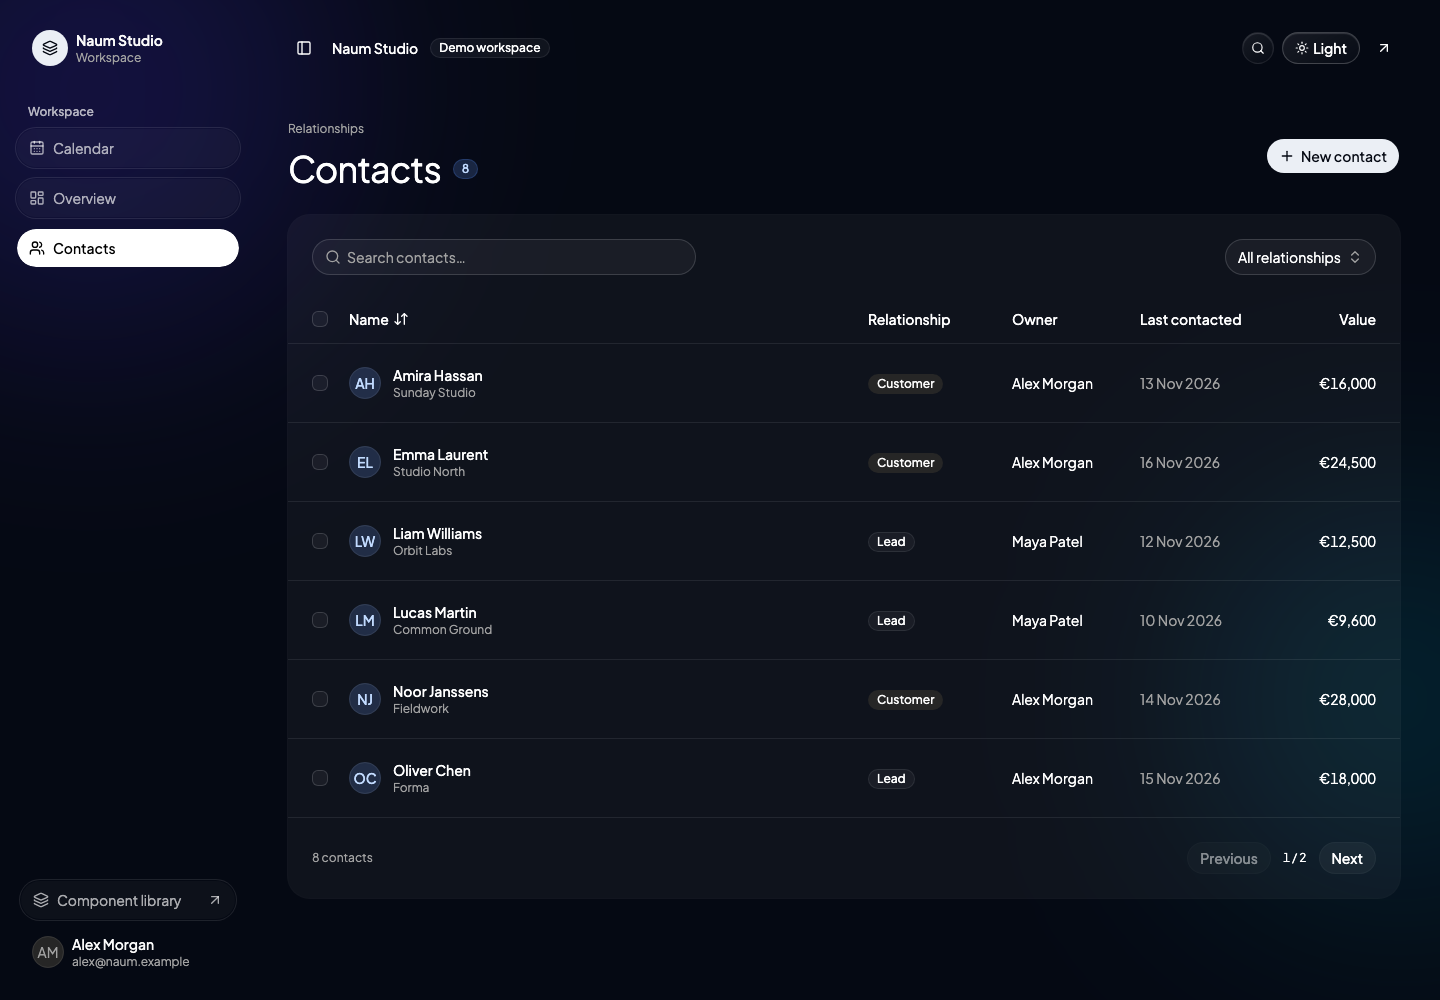 Naum Studio
Workspace
Workspace
Calendar
Overview
Contacts
Component library
AM
Alex Morgan
alex@naum.example
Naum Studio Demo workspace
Light
Relationships
Contacts 8
New contact
Search contacts...
All relationships
Name Relationship Owner Last contacted Value
AH Amira Hassan Customer Alex Morgan 13 Nov 2026 €16,000
Sunday Studio
EL Emma Laurent Customer Alex Morgan 16 Nov 2026 €24,500
Studio North
LW Liam Williams Lead Maya Patel 12 Nov 2026 €12,500
Orbit Labs
LM Lucas Martin Lead Maya Patel 10 Nov 2026 €9,600
Common Ground
NJ Noor Janssens Customer Alex Morgan 14 Nov 2026 €28,000
Fieldwork
OC Oliver Chen Lead Alex Morgan 15 Nov 2026 €18,000
Forma
8 contacts Previous 1/2 Next